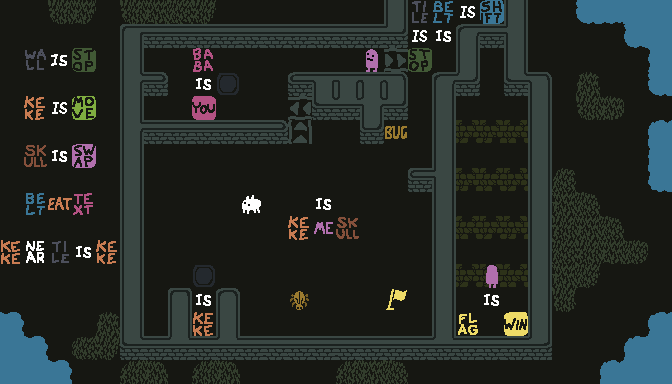 TILE BELT IS SHIFT
IS IS
WALL IS STOP BABA STOP
IS
KEKE IS MOVE YOU
BUG
SKULL IS SWAP
BELT EAT TEXT IS
KEKE ME SKULL
KEKE NEAR TILE IS KEKE
IS IS
KEKE FLAG WIN